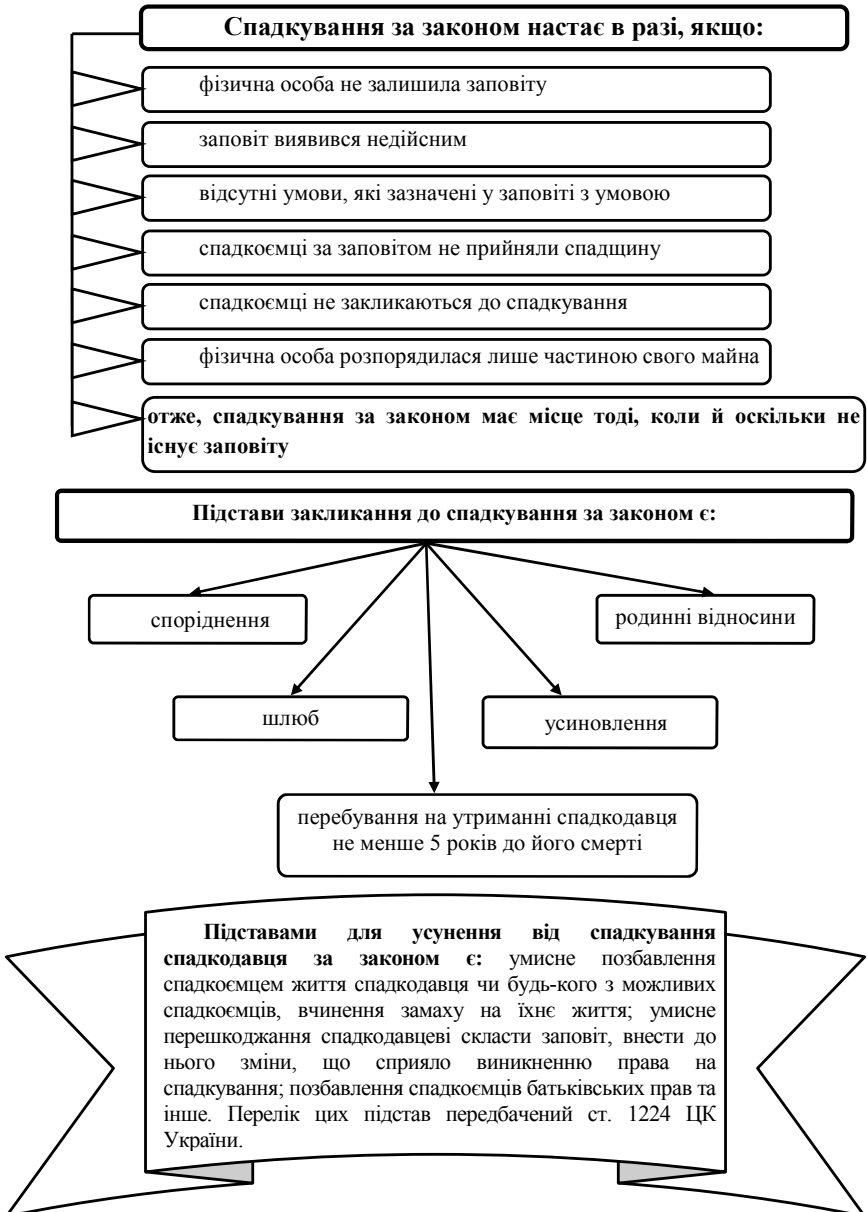 Спадкування за законом настає в разі, якщо:
фізична особа не залишила заповіту
заповіт виявився недійсним
відсутні умови, які зазначені у заповіті з умовою
спадкоємці за заповітом не прийняли спадщину
спадкоємці не закликаються до спадкування
фізична особа розпорядилася лише частиною свого майна
отже, спадкування за законом має місце тоді, коли й оскільки не
існує заповіту
Підстави закликання до спадкування за законом є:
споріднення
родинні відносини
шлюб
усиновлення
перебування на утриманні спадкодавця
не менше 5 років до його смерті
Підставами для усунення від спадкування
спадкодавця за законом є: умисне позбавлення
спадкоємцем життя спадкодавця чи будь-кого з можливих
спадкоємців, вчинення замаху на їхнє життя; умисне
перешкоджання спадкодавцеві скласти заповіт, внести до
нього зміни, що сприяло виникненню права на
спадкування; позбавлення спадкоємців батьківських прав та
інше. Перелік цих підстав передбачений ст. 1224 ЦК
України.